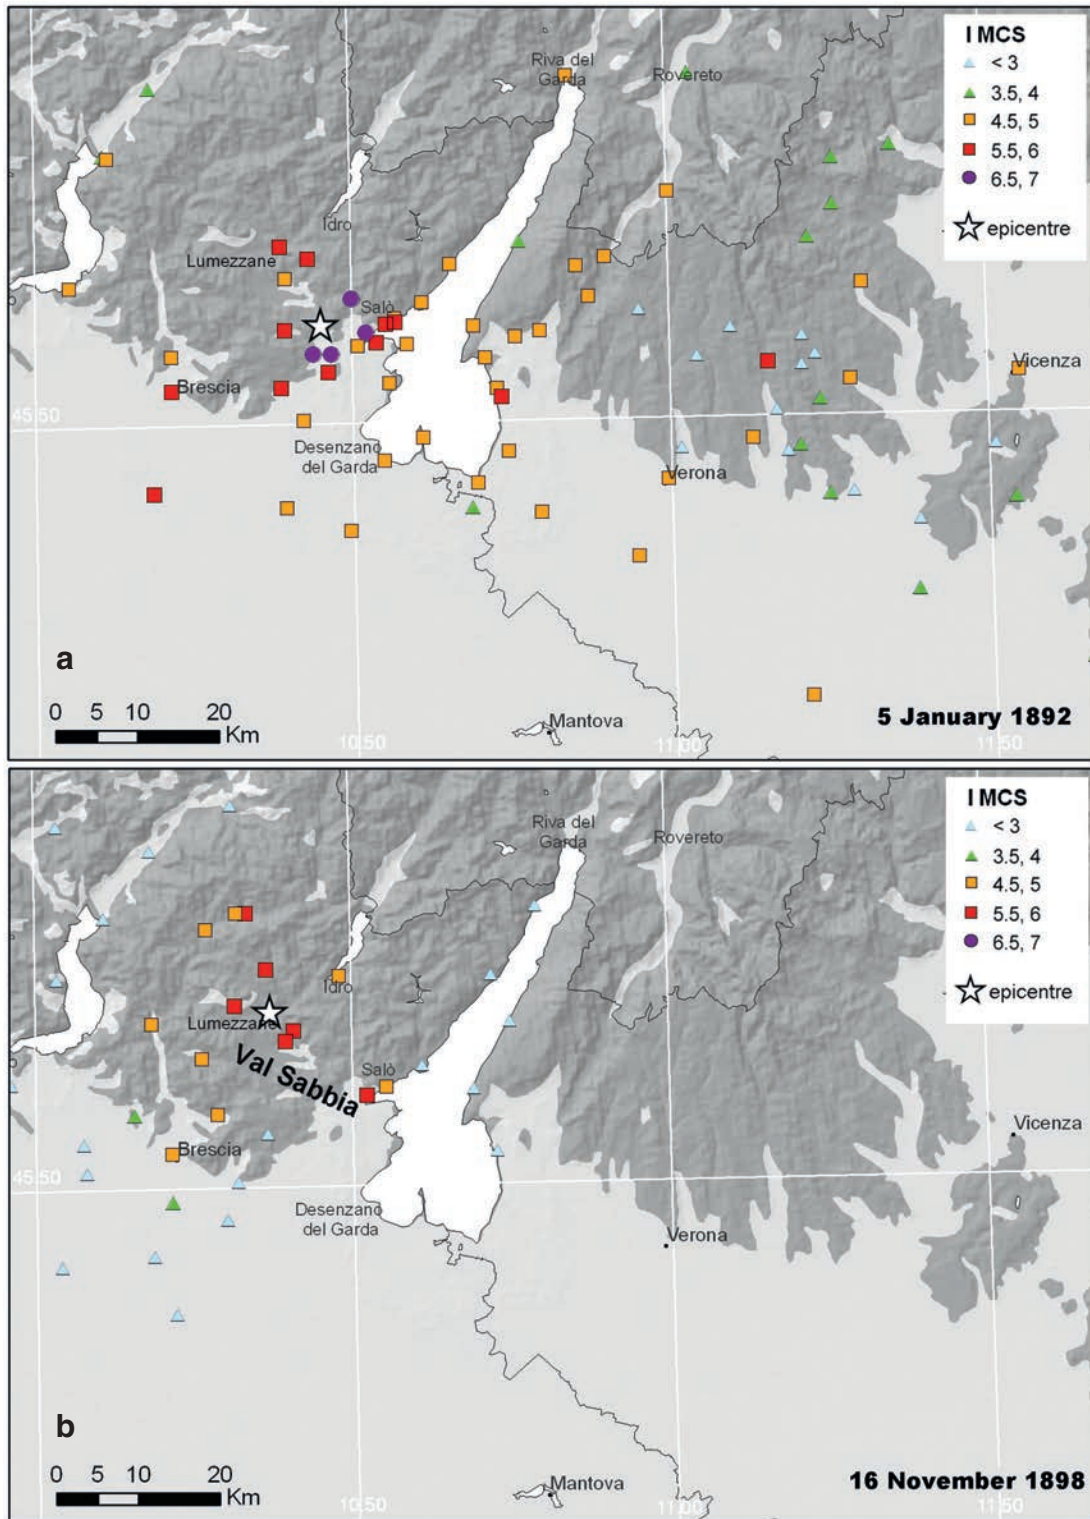 I MCS
< 3
3.5, 4
4.5, 5
5.5, 6
6.5, 7
epicentre
Riva del
Garda
Rovereto
Idro
Lumezzane
Salò
Brescia
Vicenza
45.50
Desenzano
del Garda
Verona
a
0 5 10 20
Km
Mantova
5 January 1892
10.50
11.00
11.50
I MCS
< 3
3.5, 4
4.5, 5
5.5, 6
6.5, 7
epicentre
Riva del
Garda
Rovereto
Idro
Lumezzane
Val Sabbia
Salò
Vicenza
Brescia
45.50
Desenzano
del Garda
Verona
b
0 5 10 20
Km
Mantova
16 November 1898
10.50
11.00
11.50